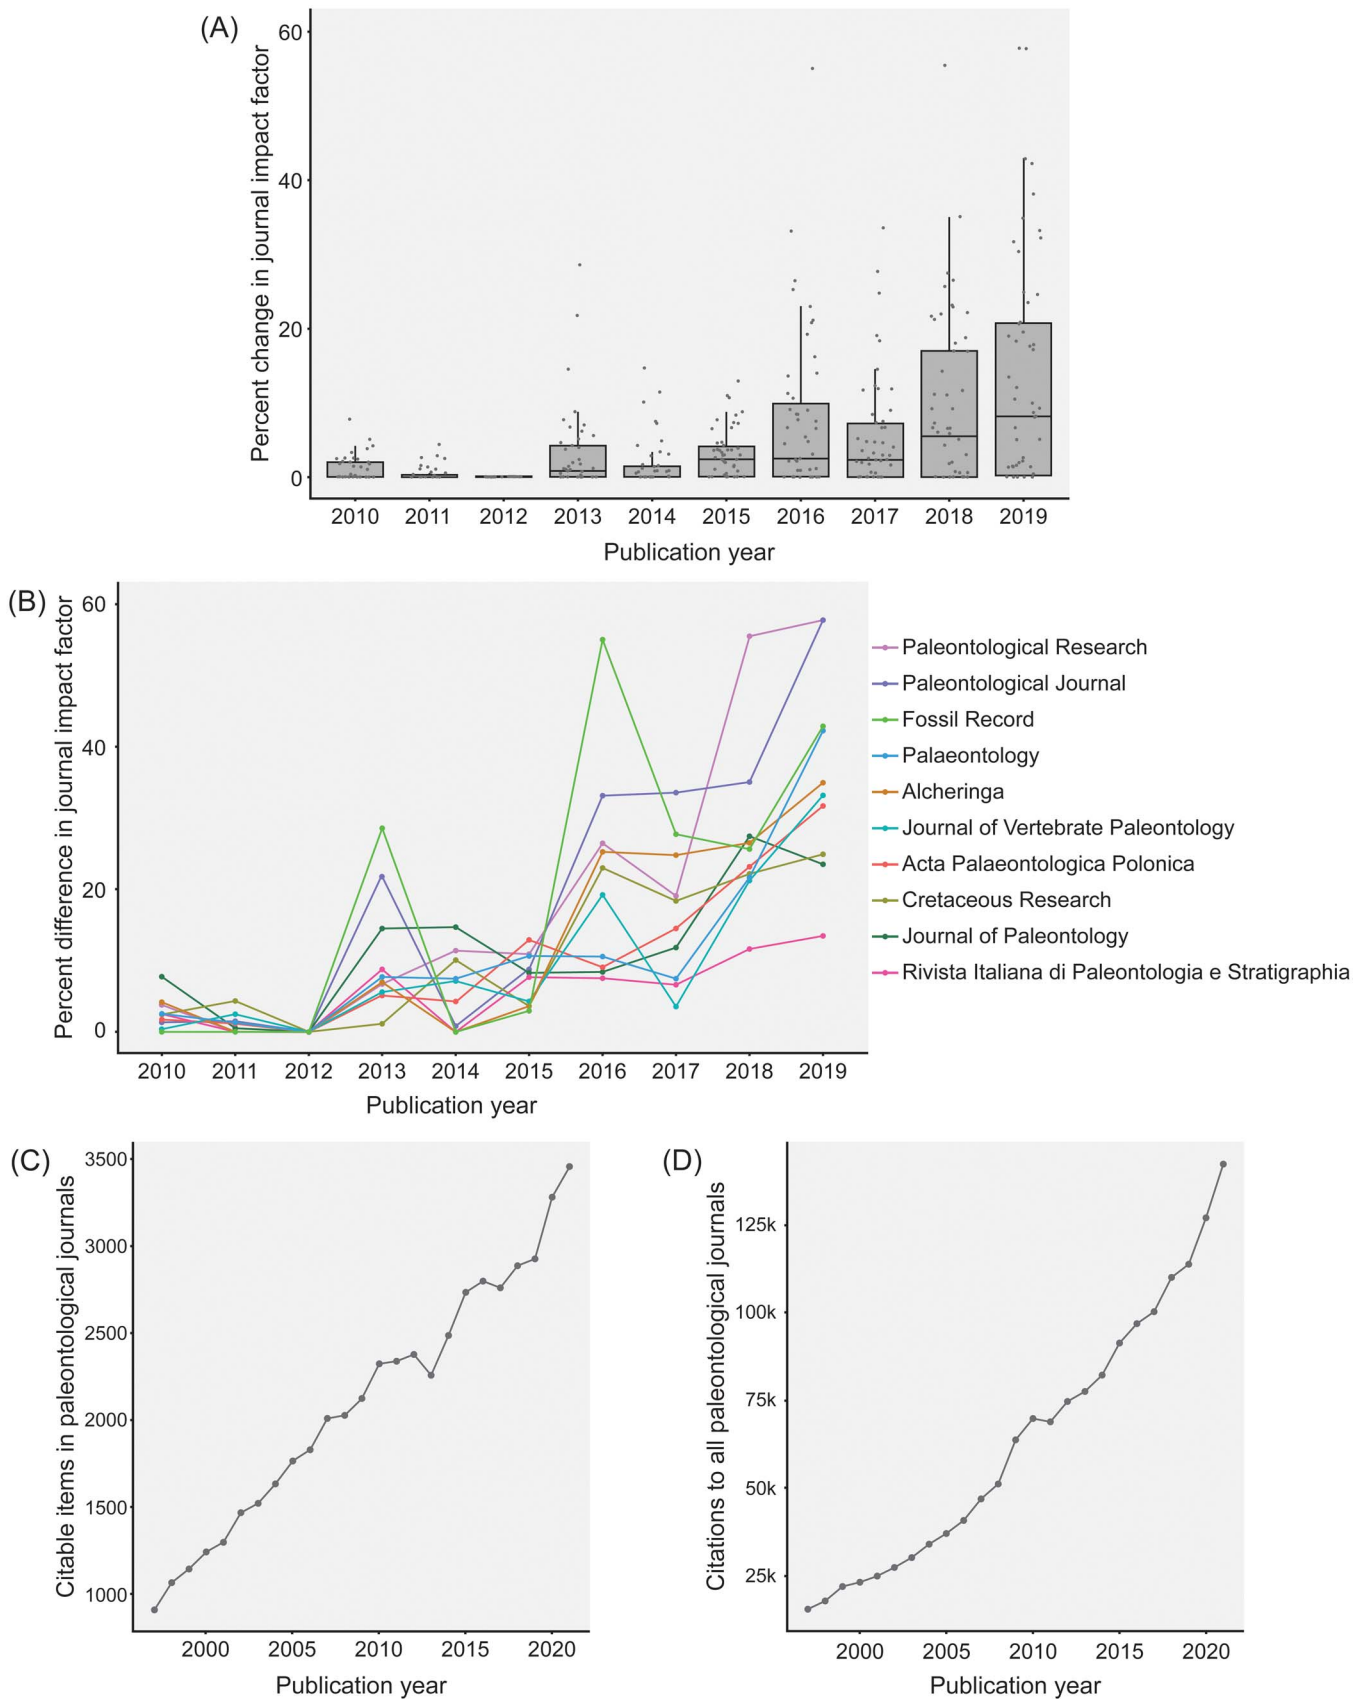 (A)
Percent change in journal impact factor
60
40
20
0
2010 2011 2012 2013 2014 2015 2016 2017 2018 2019
Publication year
(B)
Percent difference in journal impact factor
60
40
20
0
2010 2011 2012 2013 2014 2015 2016 2017 2018 2019
Publication year
Paleontological Research
Paleontological Journal
Fossil Record
Palaeontology
Alcheringa
Journal of Vertebrate Paleontology
Acta Palaeontologica Polonica
Cretaceous Research
Journal of Paleontology
Rivista Italiana di Paleontologia e Stratigraphia
(C)
Citable items in paleontological journals
3500
3000
2500
2000
1500
1000
2000 2005 2010 2015 2020
Publication year
(D)
Citations to all paleontological journals
125k
100k
75k
50k
25k
2000 2005 2010 2015 2020
Publication year